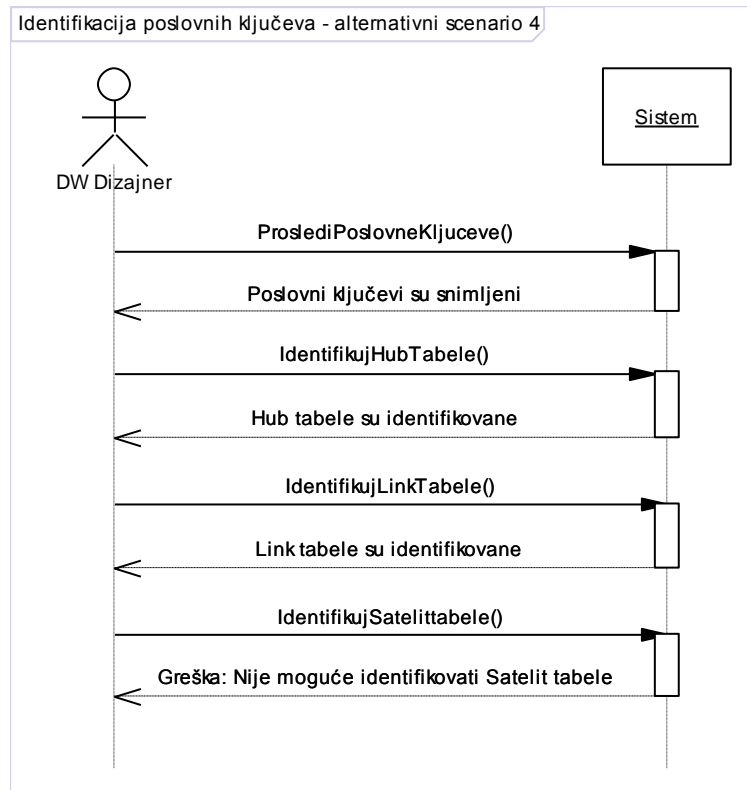 Identifikacija poslovnih ključeva - alternativni scenario 4
Sistem
DW Dizajner
ProslediPoslovneKljuceve()
Poslovni ključevi su snimljeni
IdentifikujHubTabele()
Hub tabele su identifikovane
IdentifikujLinkTabele()
Link tabele su identifikovane
IdentifikujSatelittabele()
Greška: Nije moguće identifikovati Satelit tabele